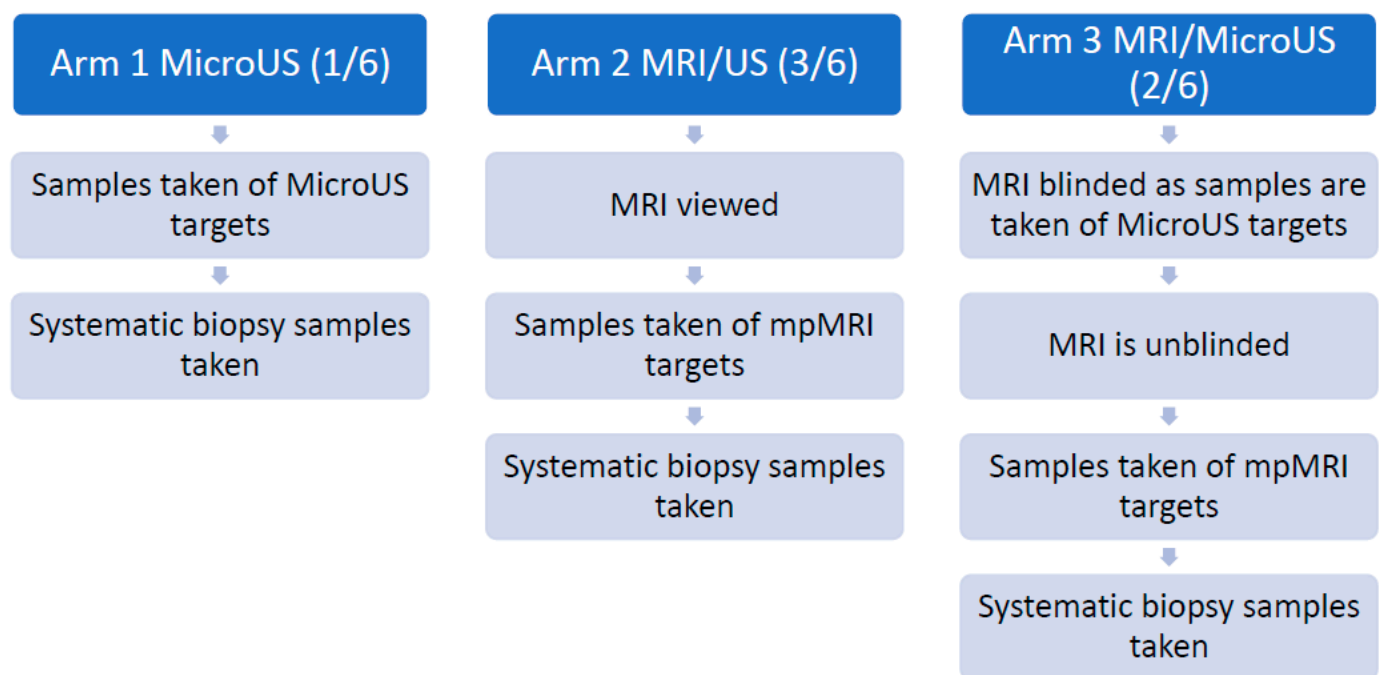 Arm 1 MicroUS (1/6)
Samples taken of MicroUS
targets
Systematic biopsy samples
taken
Arm 2 MRI/US (3/6)
MRI viewed
Samples taken of mpMRI
targets
Systematic biopsy samples
taken
Arm 3 MRI/MicroUS
(2/6)
MRI blinded as samples are
taken of MicroUS targets
MRI is unblinded
Samples taken of mpMRI
targets
Systematic biopsy samples
taken